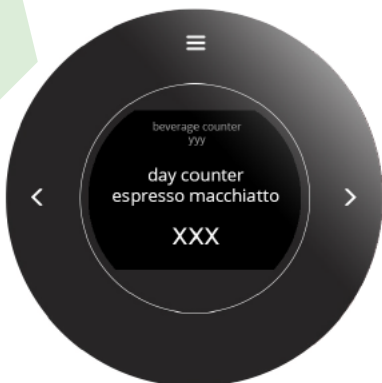 beverage counter
yyy
day counter
espresso macchiatto
XXX